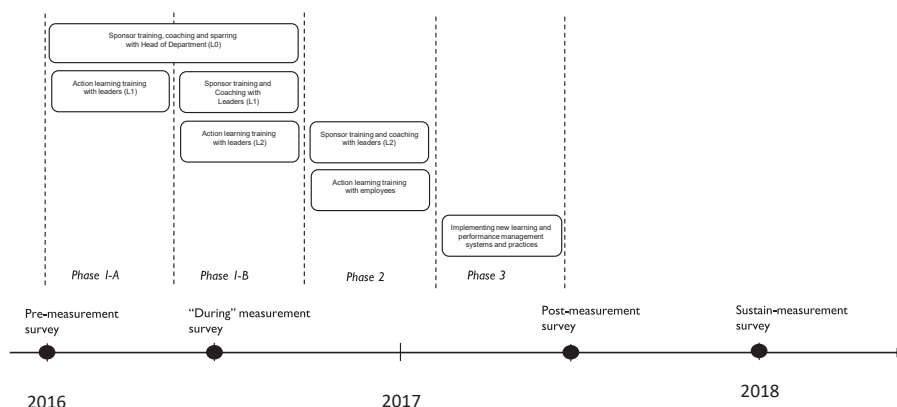 Sponsor training, coaching and sparring
with Head of Department (L0)
Action learning training
with leaders (L1)
Sponsor training and
Coaching with
Leaders (L1)
Action learning training
with leaders (L2)
Sponsor training and coaching
with leaders (L2)
Action learning training
with employees
Implementing new learning and
performance management
systems and practices
Phase 1-A
Phase 1-B
Phase 2
Phase 3
Pre-measurement
survey
“During” measurement
survey
Post-measurement
survey
Sustain-measurement
survey
2016
2017
2018